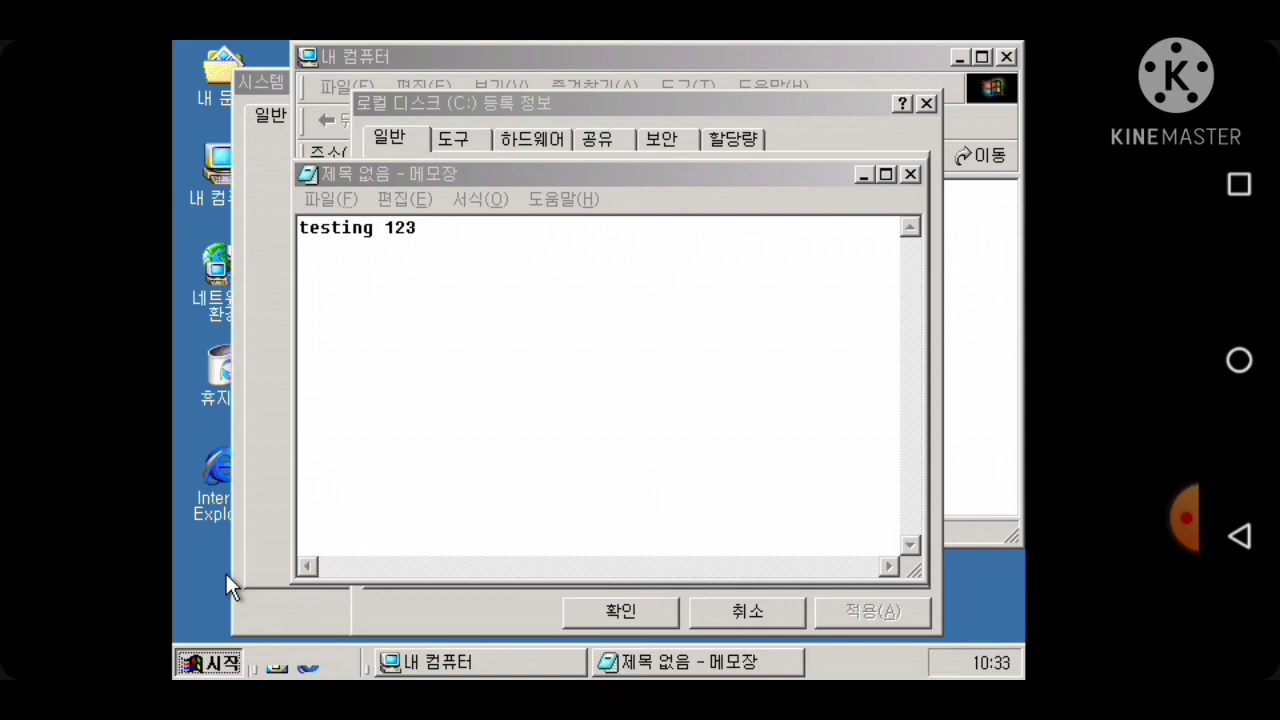 내 컴퓨터
KINEMASTER
시스템
로컬 디스크 (C:) 등록 정보
일반
일반 도구 하드웨어 공유 보안 할당량
이동
제목 없음 - 메모장
파일(F) 편집(E) 서식(O) 도움말(H)
testing 123
확인 취소 적용(A)
시작 내 컴퓨터 제목 없음 - 메모장 10:33